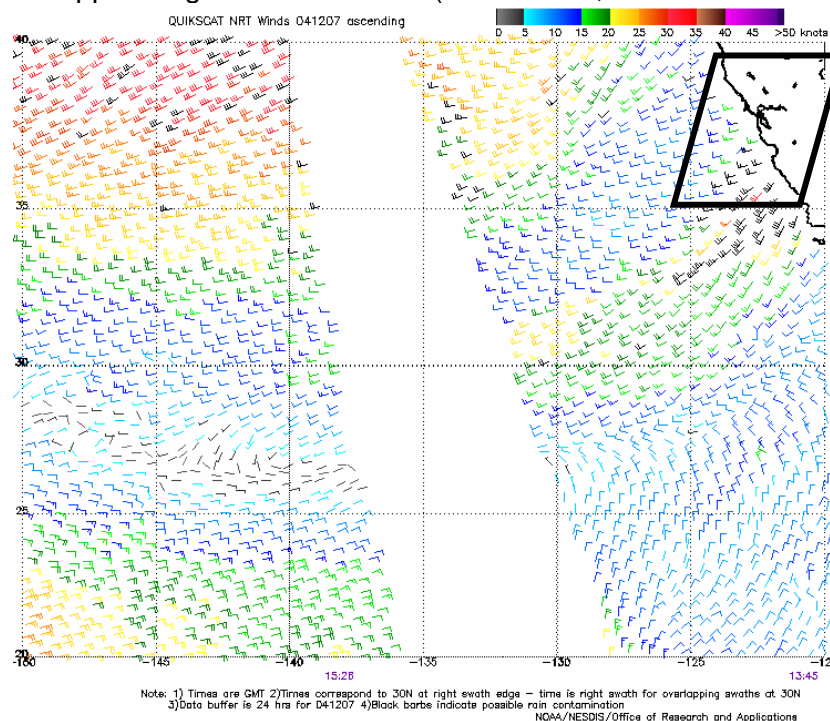 QUIKSCAT NRT Winds 041207 ascending
0 5 10 15 20 25 30 35 40 45 >50 knots
40
35
30
25
20
-150 -145 -140 -135 -130 -125 -12
15:28 13:45
Note: 1) Times are GMT 2)Times correspond to 30N at right swath edge - time is right swath for overlapping swaths at 30N
3)Data buffer is 24 hrs for 041207 4)Black barbs indicate possible rain contamination
NOAA/NESDIS/Office of Research and Applications